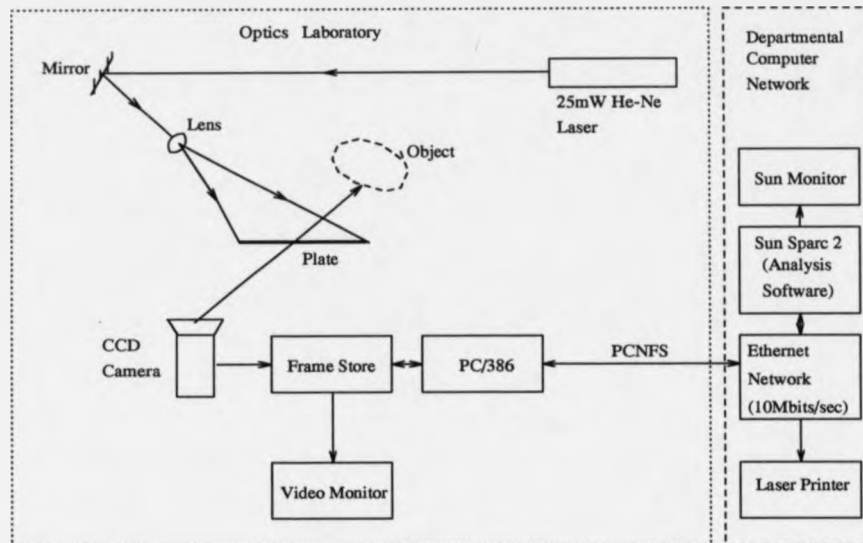 Optics Laboratory
Mirror
25mW He-Ne
Laser
Lens
Object
Plate
CCD
Camera
Frame Store
PC/386
PCNFS
Video Monitor
Departmental
Computer
Network
Sun Monitor
Sun Sparc 2
(Analysis
Software)
Ethernet
Network
(10Mbits/sec)
Laser Printer